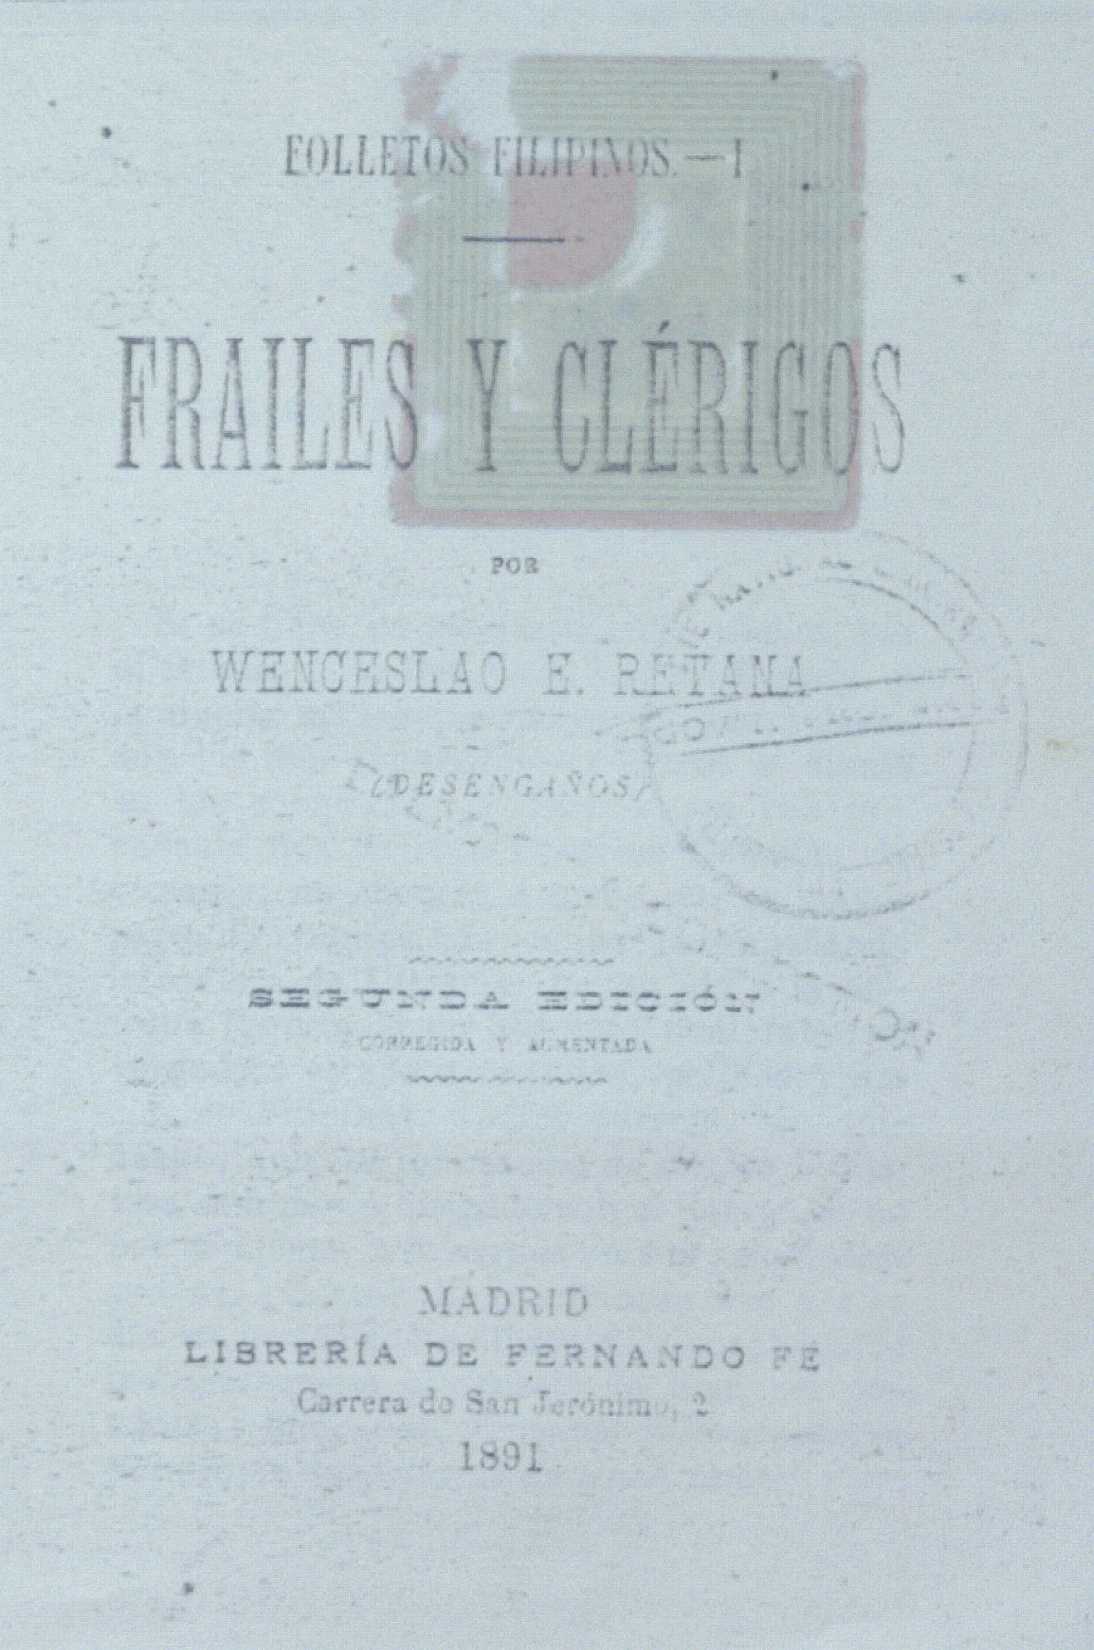 FOLLETOS FILIPINOS.—I
FRAILES Y CLÉRIGOS
POR
WENCESLAO E. RETANA
(DESENGAÑOS)
SEGUNDA EDICIÓN
CORREGIDA Y AUMENTADA
MADRID
LIBRERÍA DE FERNANDO FÉ
Carrera de San Jerónimo, 2
1891